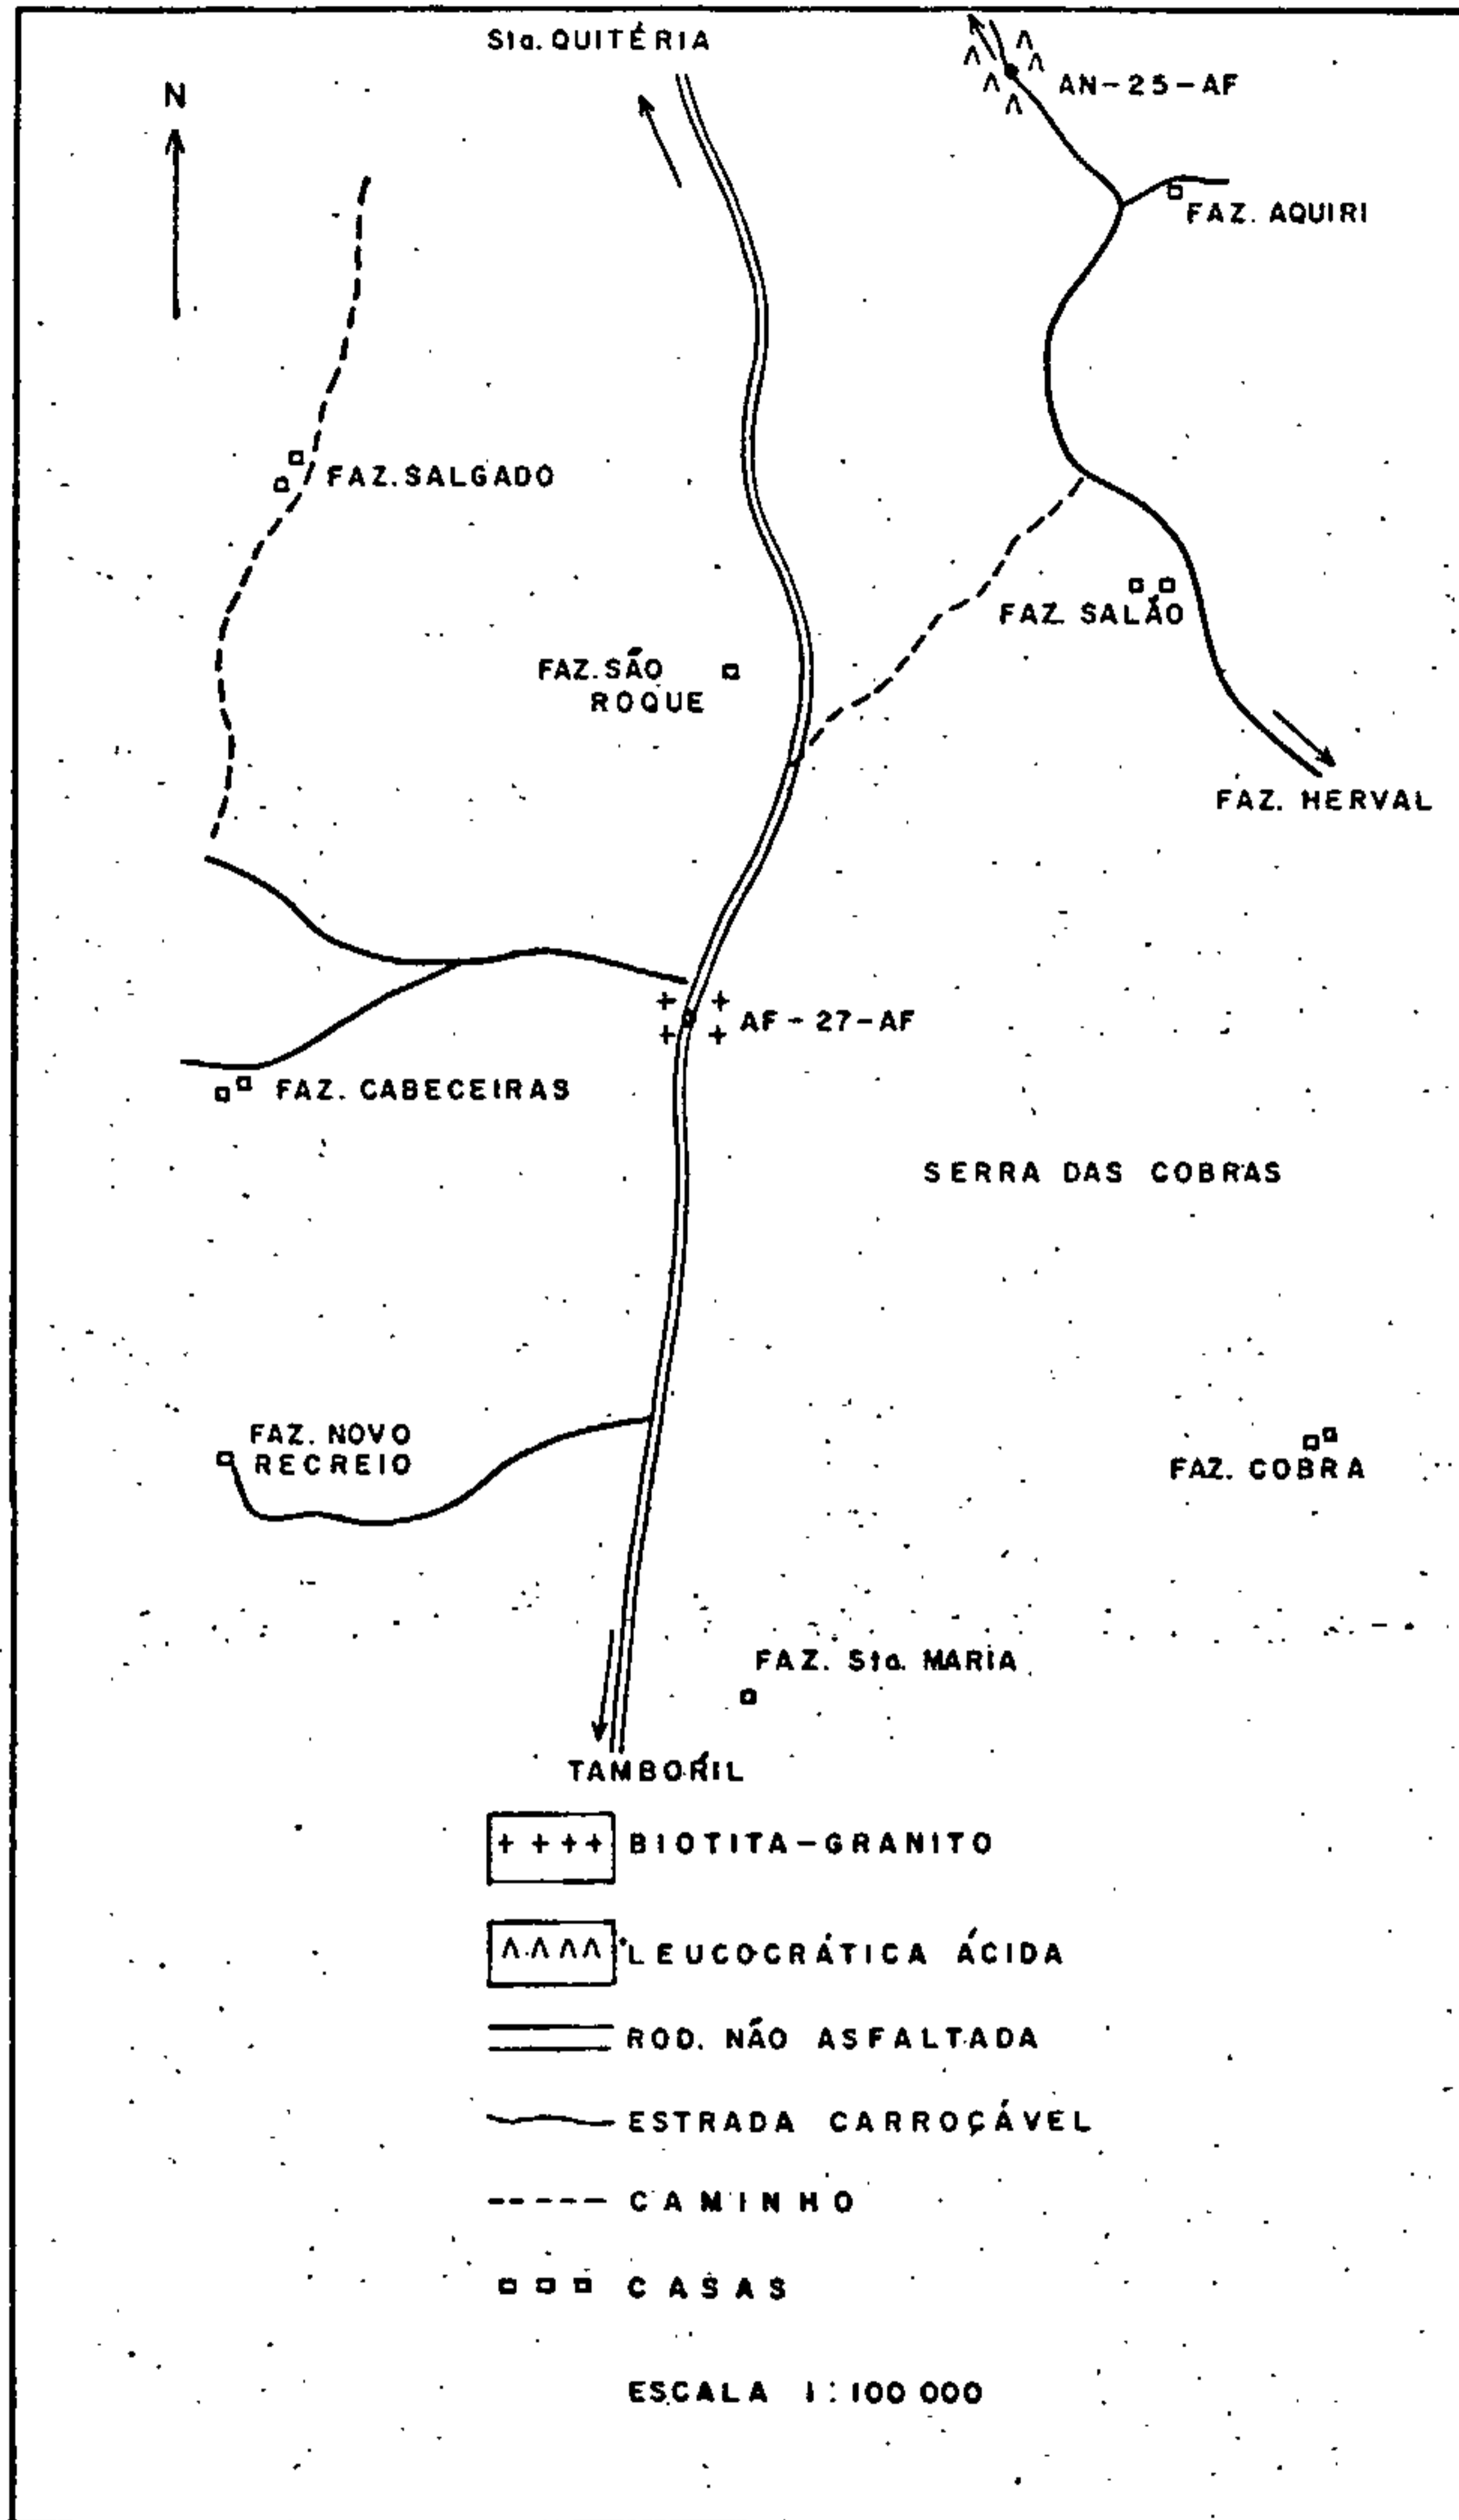 Sta. QUITÉRIA
N
AN-25-AF
FAZ. AQUIRI
FAZ. SALGADO
FAZ. SALÃO
FAZ. SÃO
ROQUE
FAZ. HERVAL
AF-27-AF
FAZ. CABECEIRAS
SERRA DAS COBRAS
FAZ. NOVO
RECREIO
FAZ. COBRA
FAZ. Sta. MARIA
TAMBORIL
BIOTITA-GRANITO
LEUCOCRÁTICA ÁCIDA
ROD. NÃO ASFALTADA
ESTRADA CARROÇÁVEL
CAMINHO
CASAS
ESCALA 1:100 000